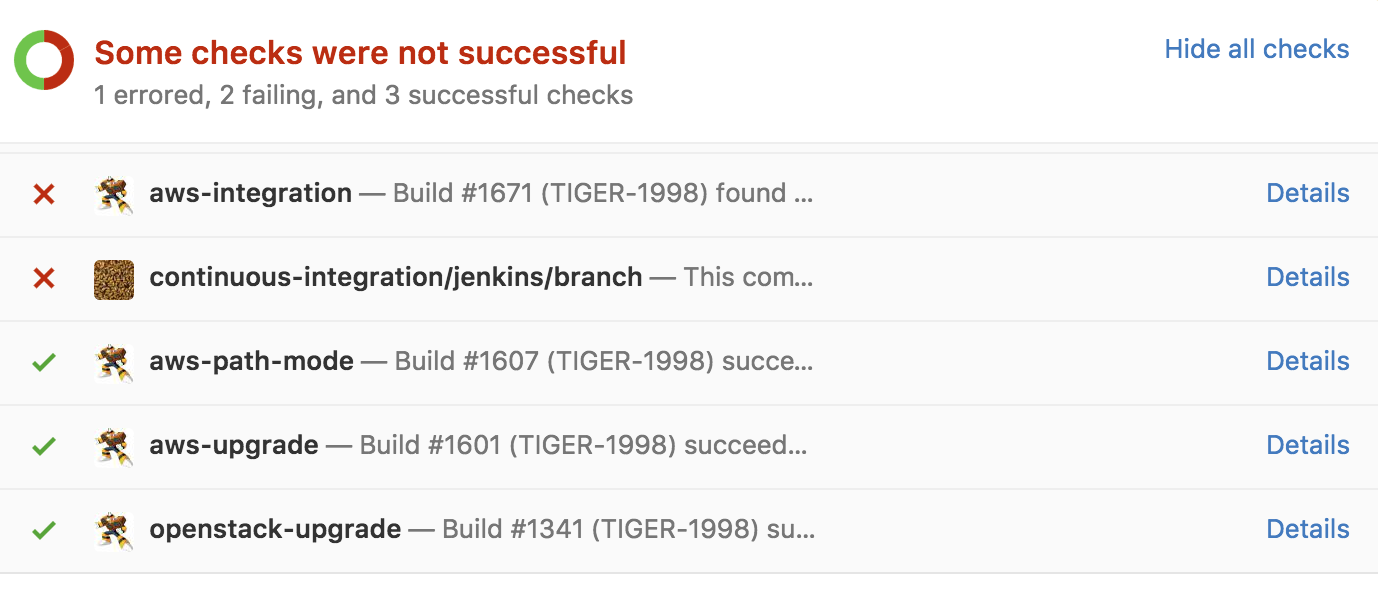 Some checks were not successful
Hide all checks
1 errored, 2 failing, and 3 successful checks
aws-integration — Build #1671 (TIGER-1998) found ... Details
continuous-integration/jenkins/branch — This com... Details
aws-path-mode — Build #1607 (TIGER-1998) succe... Details
aws-upgrade — Build #1601 (TIGER-1998) succeed... Details
openstack-upgrade — Build #1341 (TIGER-1998) su... Details